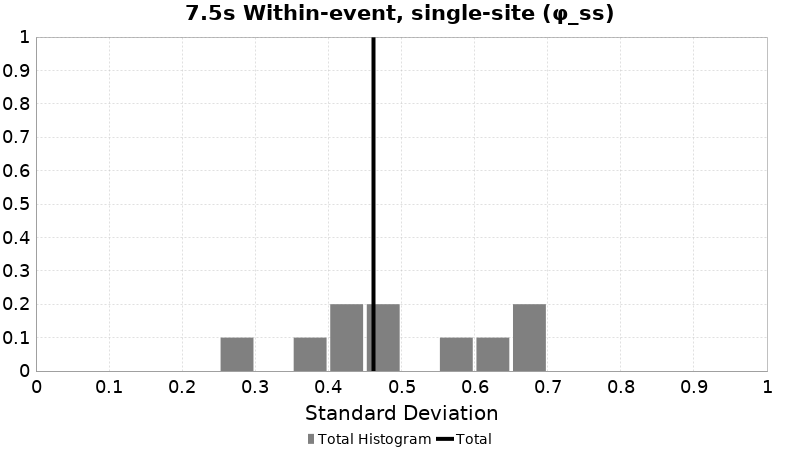 7.5s Within-event, single-site (φ_ss)
1
0.9
0.8
0.7
0.6
0.5
0.4
0.3
0.2
0.1
0
0 0.1 0.2 0.3 0.4 0.5 0.6 0.7 0.8 0.9 1
Standard Deviation
Total Histogram Total